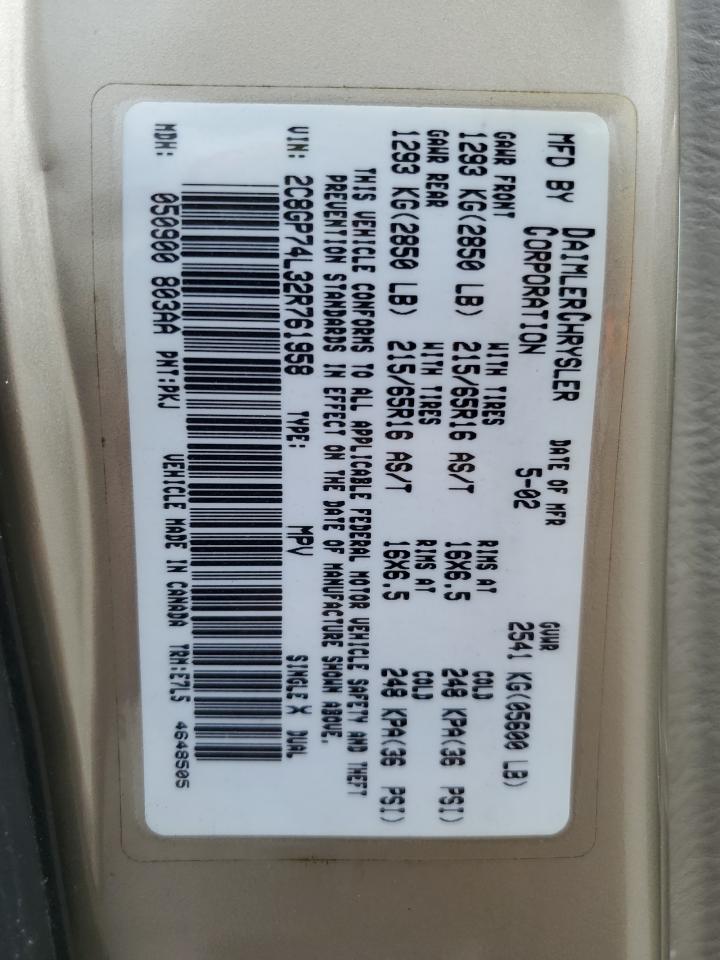 MFD BY DAIMLERCHRYSLER CORPORATION
DATE OF MFR 5-02
GVWR 2541 KG(05600 LB)
GAWR FRONT WITH TIRES RIMS AT COLD
1293 KG(2850 LB) 215/65R16 AS/T 16X6.5 248 KPA(36 PSI)
GAWR REAR WITH TIRES RIMS AT COLD
1293 KG(2850 LB) 215/65R16 AS/T 16X6.5 248 KPA(36 PSI)
THIS VEHICLE CONFORMS TO ALL APPLICABLE FEDERAL MOTOR VEHICLE SAFETY AND THEFT
PREVENTION STANDARDS IN EFFECT ON THE DATE OF MANUFACTURE SHOWN ABOVE.
VIN: 2C8GP74L32R761958 TYPE: MPV SINGLE X DUAL
MDH: 050900 803AA PNT:PKJ VEHICLE MADE IN CANADA TRM:E7L5 4648505